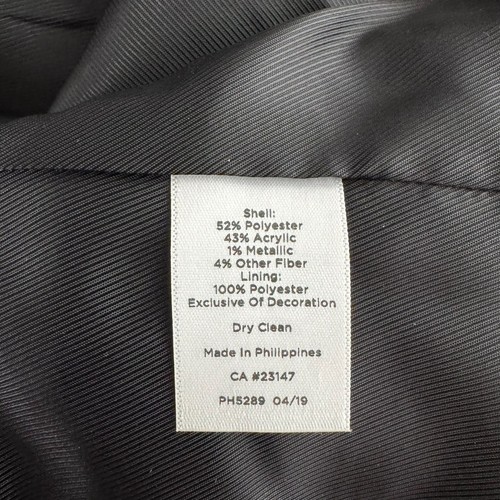 Shell:
52% Polyester
43% Acrylic
1% Metallic
4% Other Fiber
Lining:
100% Polyester
Exclusive Of Decoration
Dry Clean
Made In Philippines
CA #23147
PH5289 04/19